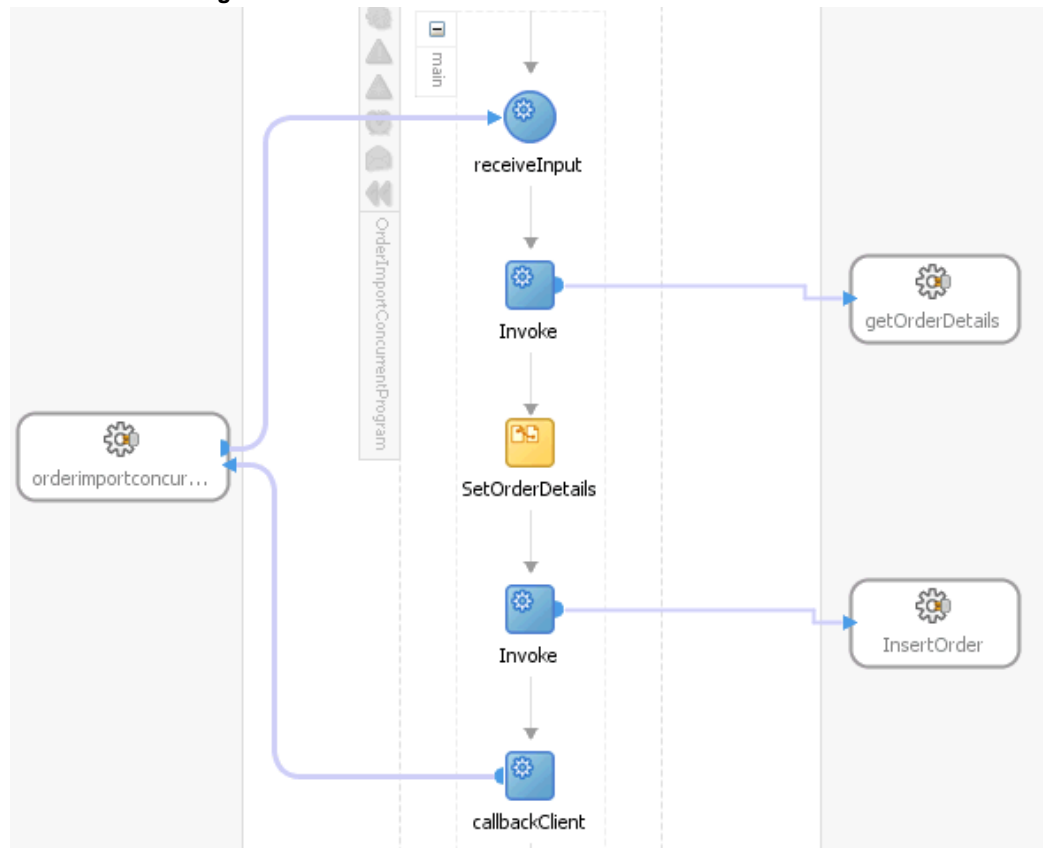 main
receiveInput
OrderImportConcurrentProgram
Invoke
getOrderDetails
orderimportconcur...
SetOrderDetails
Invoke
InsertOrder
callbackClient